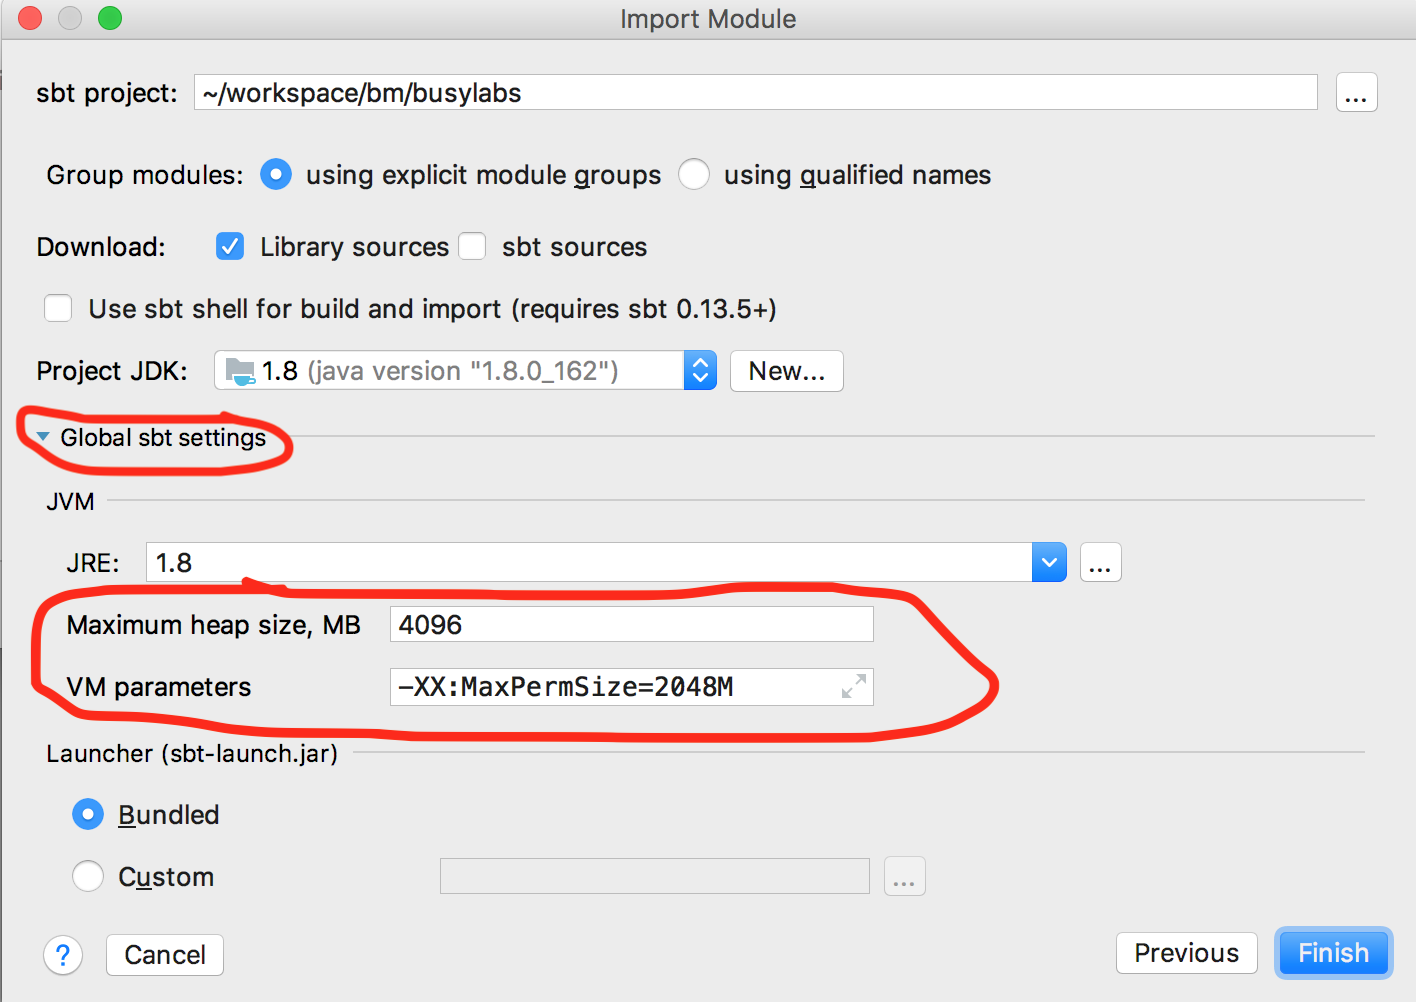 Import Module
sbt project: ~/workspace/bm/busylabs ...
Group modules: using explicit module groups using qualified names
Download: Library sources sbt sources
Use sbt shell for build and import (requires sbt 0.13.5+)
Project JDK: 1.8 (java version "1.8.0_162") New...
Global sbt settings
JVM
JRE: 1.8 ...
Maximum heap size, MB 4096
VM parameters -XX:MaxPermSize=2048M
Launcher (sbt-launch.jar)
Bundled
Custom ...
? Cancel Previous Finish